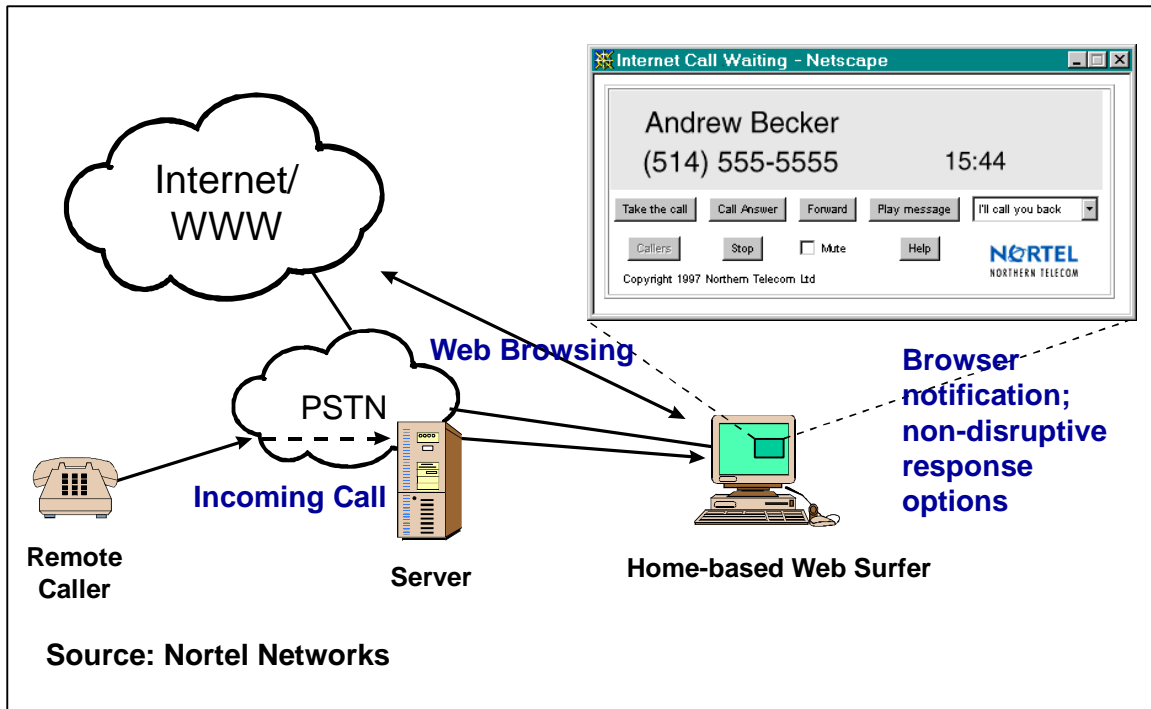 Internet Call Waiting - Netscape
Andrew Becker
(514) 555-5555
15:44
Take the call
Call Answer
Forward
Play message
I'll call you back
Callers
Stop
Mute
Help
NORTEL
NORTHERN TELECOM
Copyright 1997 Northern Telecom Ltd
Internet/
WWW
Web Browsing
Browser
notification;
non-disruptive
response
options
PSTN
Incoming Call
Remote
Caller
Server
Home-based Web Surfer
Source: Nortel Networks